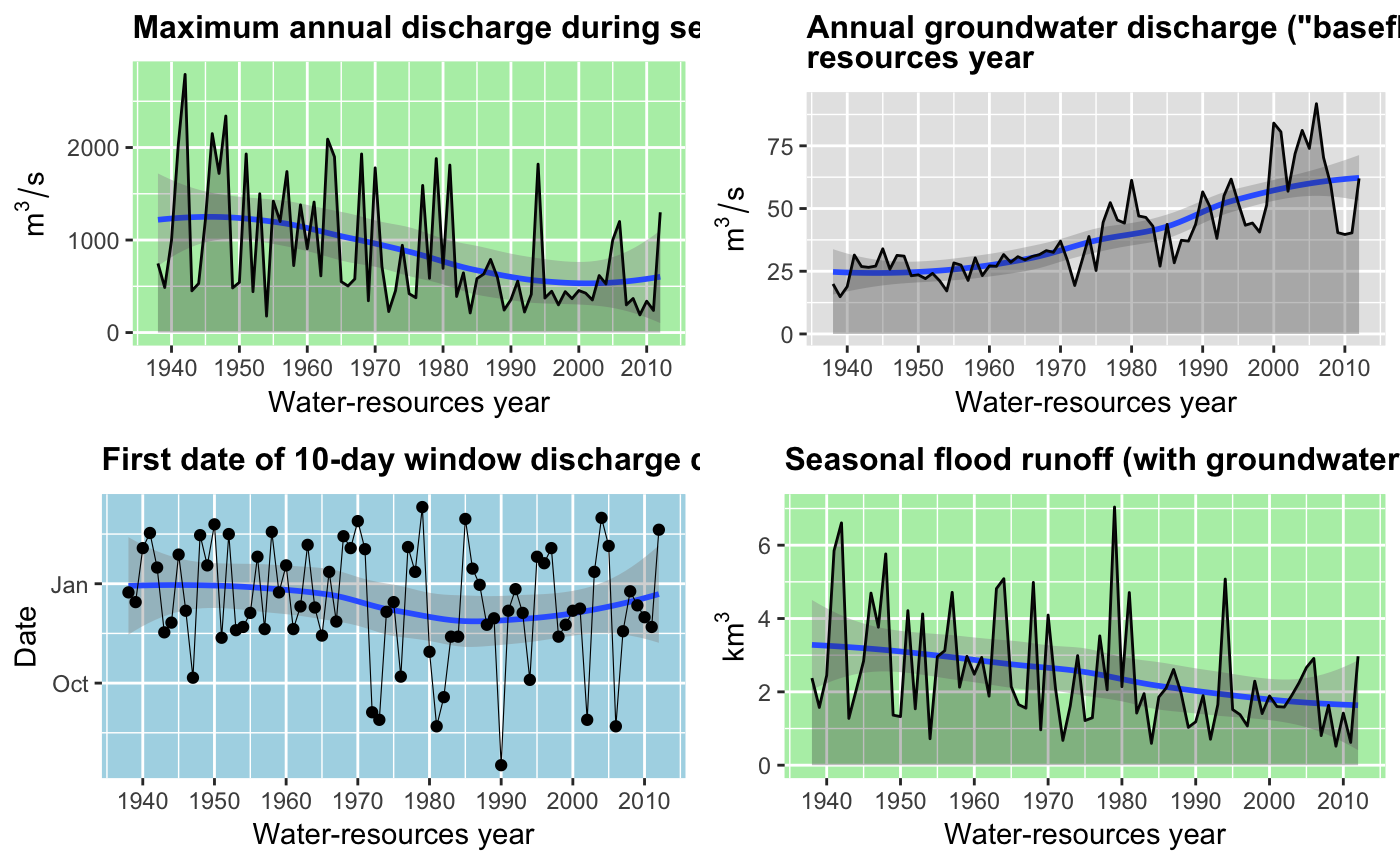 Maximum annual discharge during se
m³/s
2000
1000
0
1940 1950 1960 1970 1980 1990 2000 2010
Water-resources year
Annual groundwater discharge ("basefl
resources year
m³/s
75
50
25
0
1940 1950 1960 1970 1980 1990 2000 2010
Water-resources year
First date of 10-day window discharge
Date
Jan
Oct
1940 1950 1960 1970 1980 1990 2000 2010
Water-resources year
Seasonal flood runoff (with groundwater
km³
6
4
2
0
1940 1950 1960 1970 1980 1990 2000 2010
Water-resources year